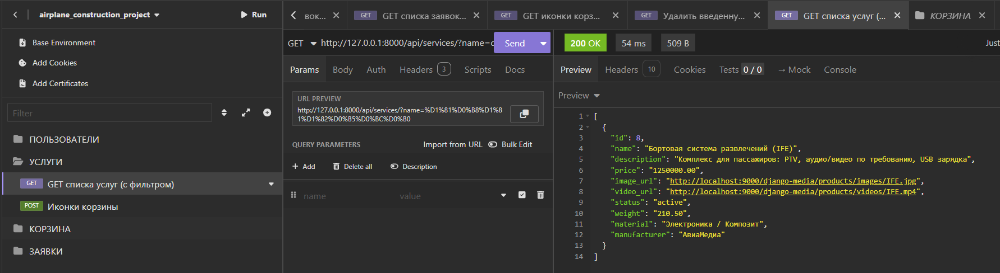 airplane_construction_project
Run
Base Environment
Add Cookies
Add Certificates
Filter
ПОЛЬЗОВАТЕЛИ
УСЛУГИ
GET GET списка услуг (с фильтром)
POST Иконки корзины
КОРЗИНА
ЗАЯВКИ
вок...
GET GET списка заявок...
GET GET иконки корз...
GET Удалить введенну...
GET GET списка услуг (...
КОРЗИНА
GET http://127.0.0.1:8000/api/services/?name=с Send
Params Body Auth Headers 3 Scripts Docs
URL PREVIEW
http://127.0.0.1:8000/api/services/?name=%D1%81%D0%B8%D1%8
1%D1%82%D0%B5%D0%BC%D0%B0
QUERY PARAMETERS Import from URL Bulk Edit
+ Add Delete all Description
name value
200 OK 54 ms 509 B Just
Preview Headers 10 Cookies Tests 0 / 0 → Mock Console
Preview
1 [
2 {
3 "id": 8,
4 "name": "Бортовая система развлечений (IFE)",
5 "description": "Комплекс для пассажиров: PTV, аудио/видео по требованию, USB зарядка",
6 "price": "1250000.00",
7 "image_url": "http://localhost:9000/django-media/products/images/IFE.jpg",
8 "video_url": "http://localhost:9000/django-media/products/videos/IFE.mp4",
9 "status": "active",
10 "weight": "210.50",
11 "material": "Электроника / Композит",
12 "manufacturer": "АвиаМедиа"
13 }
14 ]